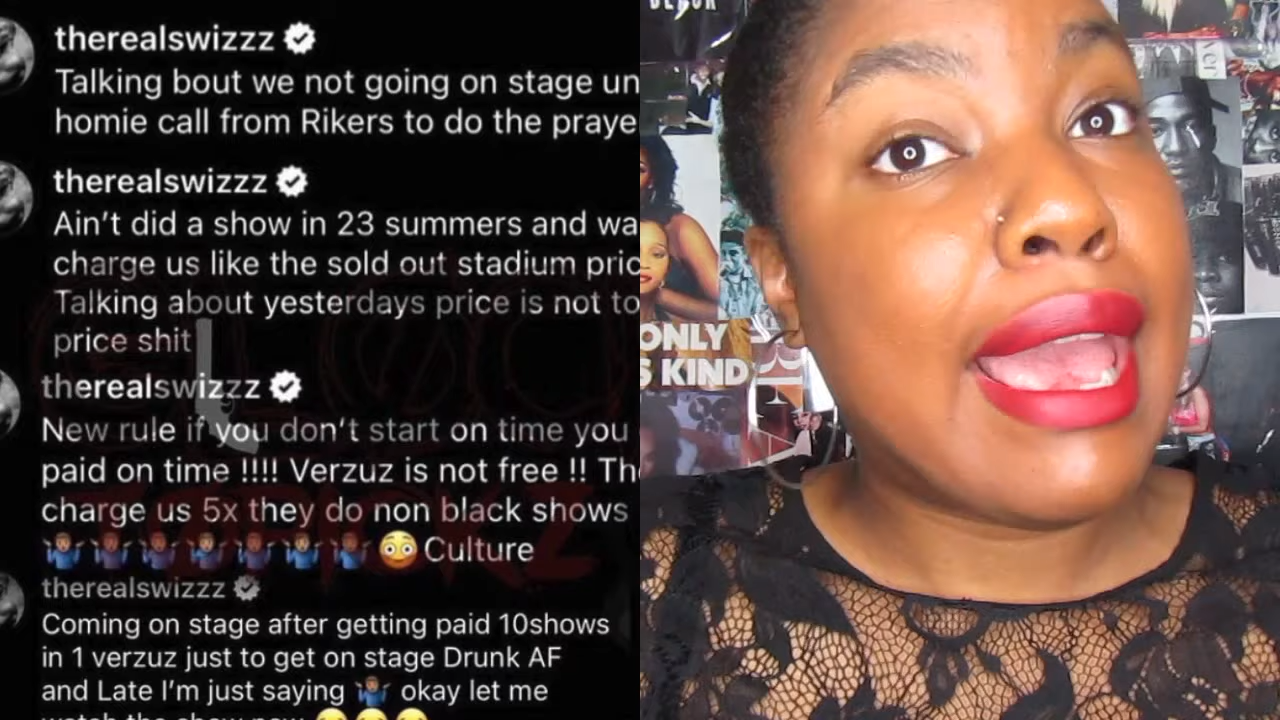 therealswizzz
Talking bout we not going on stage un
homie call from Rikers to do the praye
therealswizzz
Ain’t did a show in 23 summers and wa
charge us like the sold out stadium pric
Talking about yesterdays price is not to
price shit
therealswizzz
New rule if you don’t start on time you
paid on time !!!! Verzuz is not free !! The
charge us 5x they do non black shows
🤷🏽‍♂️🤷🏽‍♂️🤷🏽‍♂️🤷🏽‍♂️🤷🏽‍♂️🤷🏽‍♂️🤷🏽‍♂️😳Culture
therealswizzz
Coming on stage after getting paid 10shows
in 1 verzuz just to get on stage Drunk AF
and Late I’m just saying 🤷🏽‍♂️ okay let me
watch the show now
ONLY
S KIND